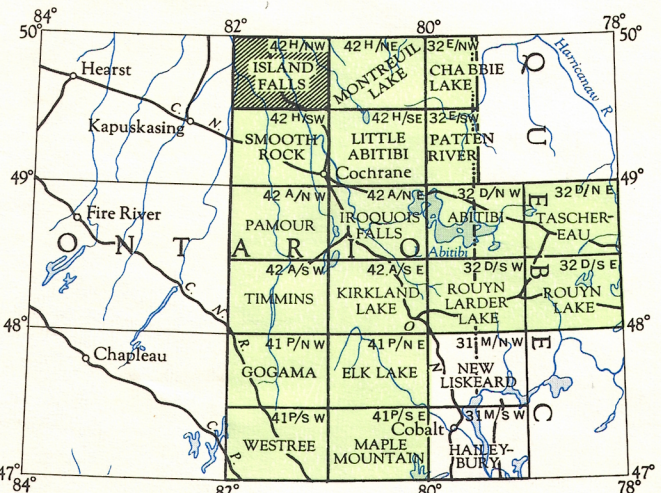 84° 82° 80° 78°
50° 50°
42 H/NW 42 H/NE 32 E/NW
ISLAND FALLS
MONTREUIL LAKE
CHABBIE LAKE
Harricanaw R
Hearst
C. N.
Kapuskasing
42 H/SW 42 H/SE 32 E/SW
SMOOTH ROCK
LITTLE ABITIBI
PATTEN RIVER
Cochrane
49° 49°
42 A/NW 42 A/NE 32 D/NW 32 D/NE
PAMOUR
IROQUOIS FALLS
ABITIBI
TASCHER-
EAU
Abitibi
Fire River
ONTARIO
QUEBEC
42 A/SW 42 A/SE 32 D/SW 32 D/SE
TIMMINS
KIRKLAND LAKE
ROUYN LARDER LAKE
ROUYN LAKE
C. N. R.
O N
48° 48°
41 P/NW 41 P/NE 31 M/NW
GOGAMA
ELK LAKE
NEW LISKEARD
Chapleau
41 P/SW 41 P/SE 31 M/SW
Cobalt
WESTREE
MAPLE MOUNTAIN
HAILEY-
BURY
C. P.
47° 47°
82° 80° 78°